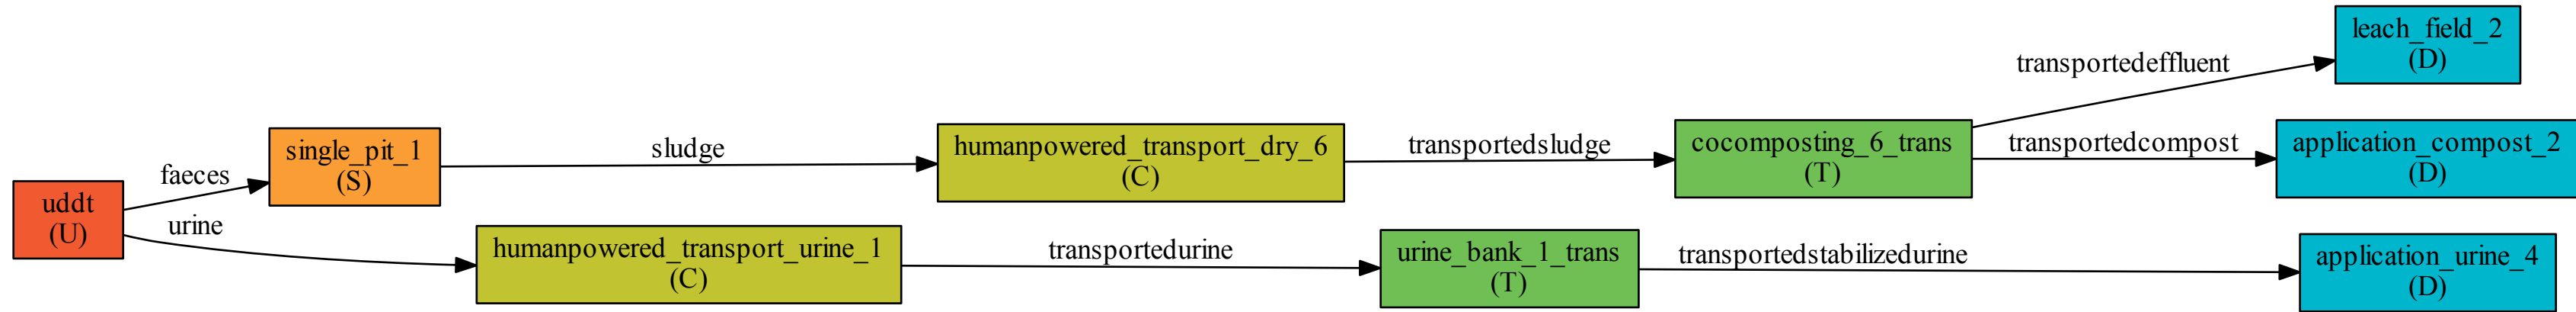 uddt
(U)
faeces
urine
single_pit_1
(S)
sludge
humanpowered_transport_urine_1
(C)
humanpowered_transport_dry_6
(C)
transportedurine
transportedsludge
urine_bank_1_trans
(T)
cocomposting_6_trans
(T)
transportedstabilizedurine
transportedeffluent
transportedcompost
leach_field_2
(D)
application_compost_2
(D)
application_urine_4
(D)